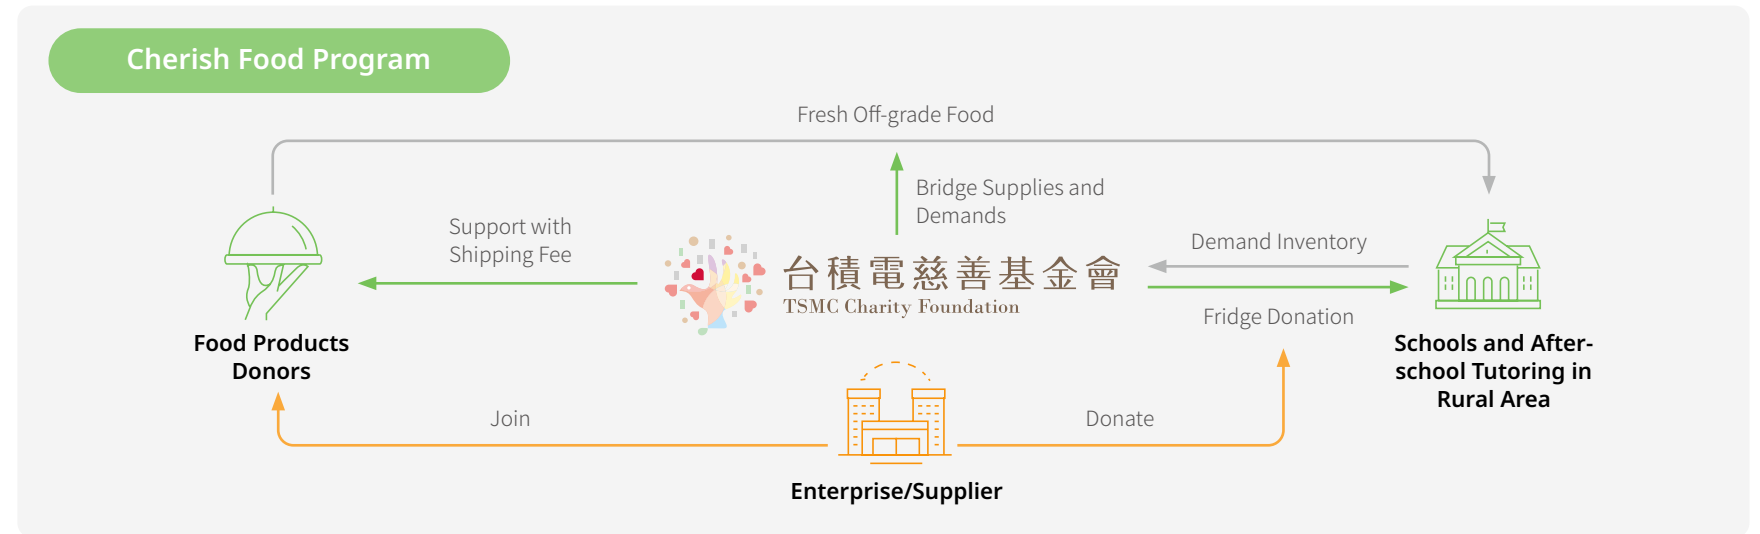 Cherish Food Program
Fresh Off-grade Food
Bridge Supplies and
Demands
Support with
Shipping Fee
Demand Inventory
台積電慈善基金會
TSMC Charity Foundation
Fridge Donation
Food Products
Donors
Schools and After-
school Tutoring in
Rural Area
Join
Donate
Enterprise/Supplier